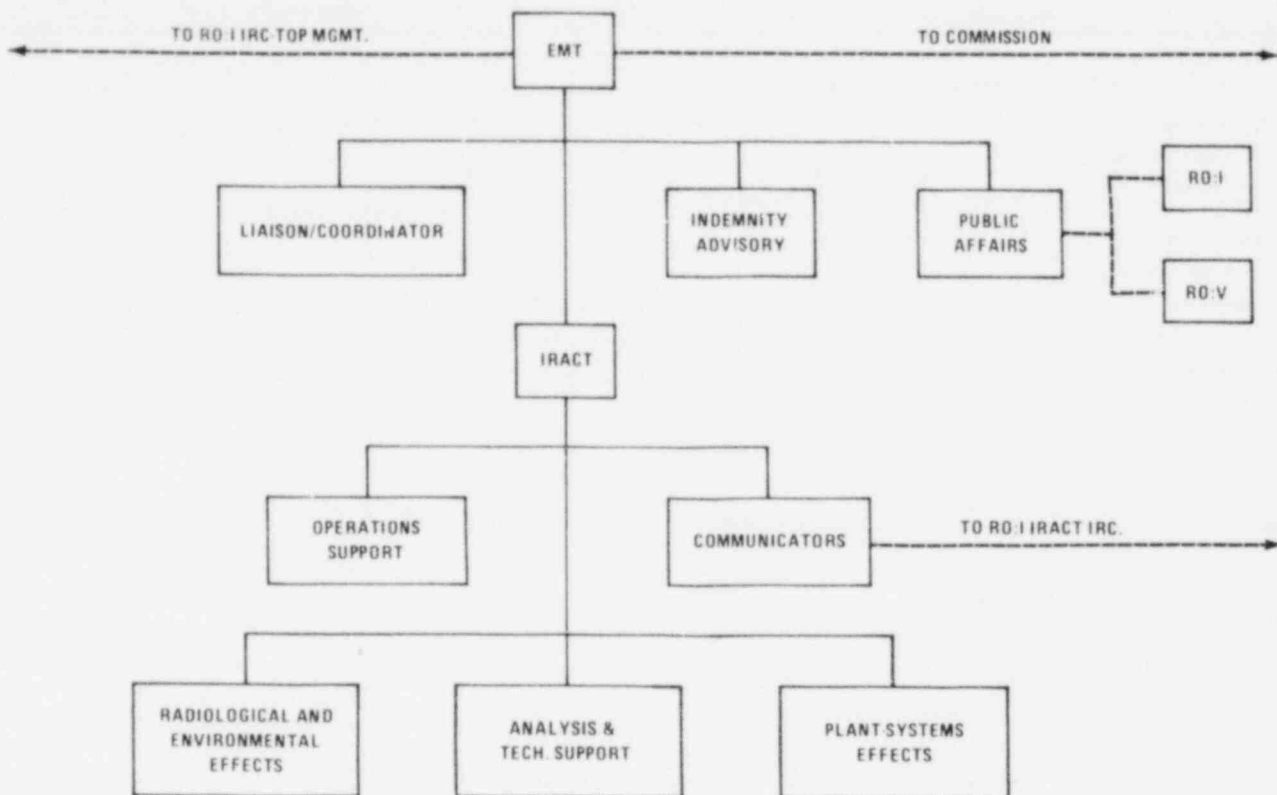 TO RO:I IRC-TOP MGMT.
EMT
TO COMMISSION
LIAISON/COORDINATOR
INDEMNITY
ADVISORY
PUBLIC
AFFAIRS
RO:I
RO:V
IRACT
OPERATIONS
SUPPORT
COMMUNICATORS
TO RO:I IRACT IRC.
RADIOLOGICAL AND
ENVIRONMENTAL
EFFECTS
ANALYSIS &
TECH. SUPPORT
PLANT-SYSTEMS
EFFECTS